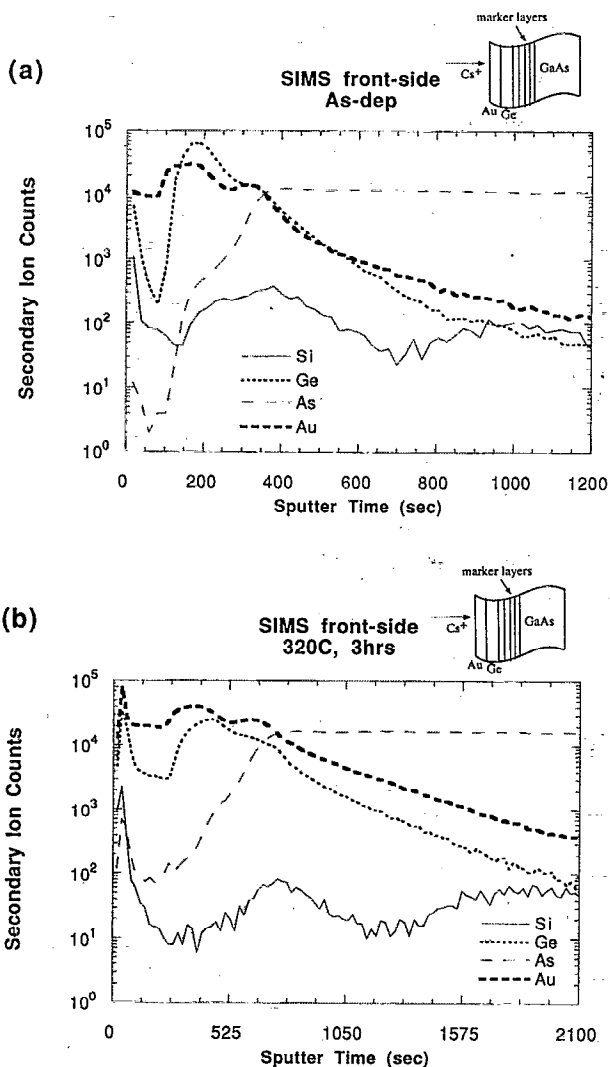 marker layers
(a)
SIMS front-side
As-dep
Cs+
GaAs
Au Ge
10^5
10^4
10^3
10^2
10^1
10^0
Secondary Ion Counts
Si
Ge
As
Au
0 200 400 600 800 1000 1200
Sputter Time (sec)
marker layers
(b)
SIMS front-side
320C, 3hrs
Cs+
GaAs
Au Ge
10^5
10^4
10^3
10^2
10^1
10^0
Secondary Ion Counts
Si
Ge
As
Au
0 525 1050 1575 2100
Sputter Time (sec)